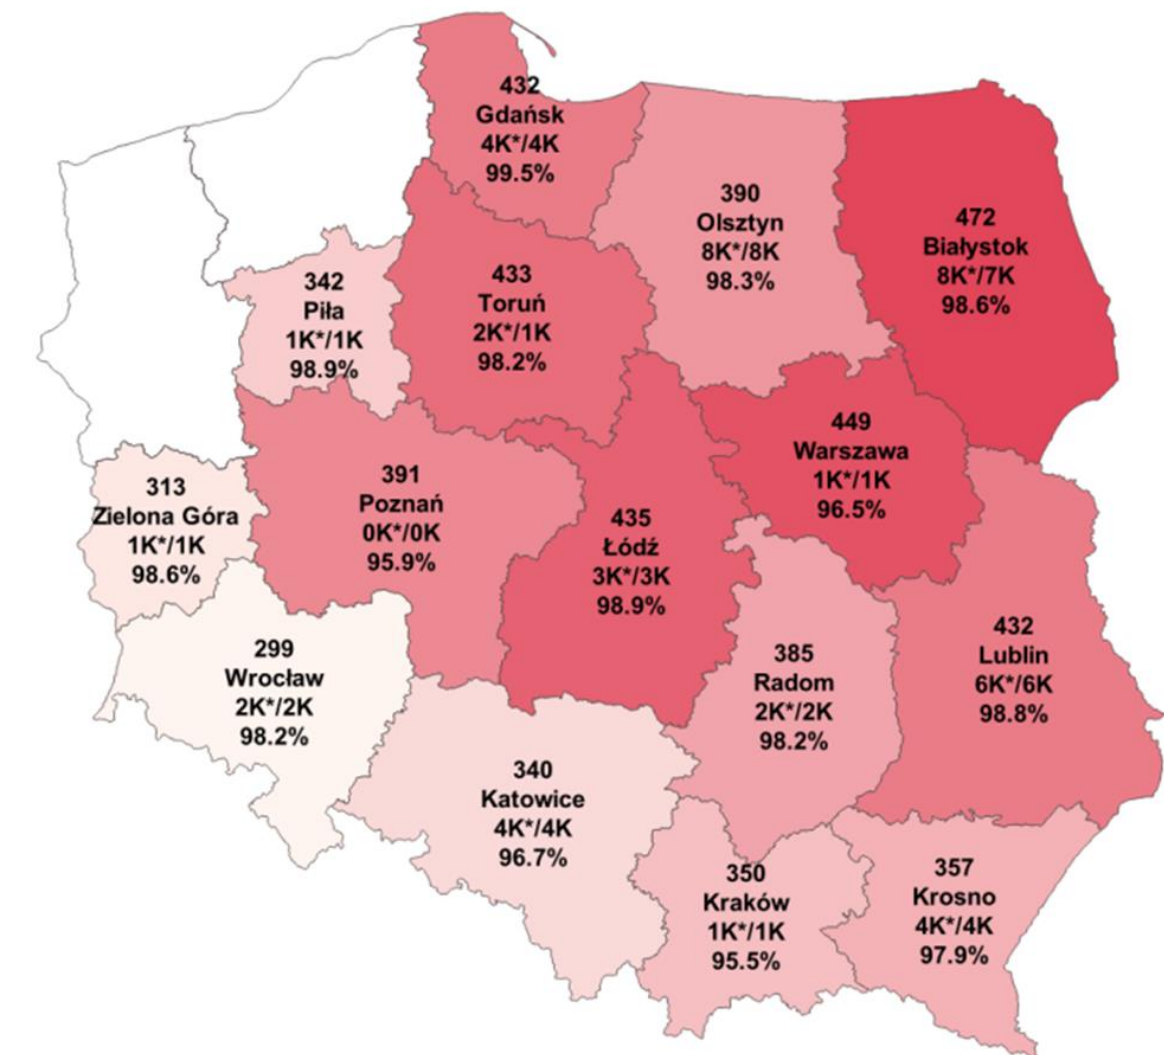 432
Gdańsk
4K*/4K
99.5%
390
Olsztyn
8K*/8K
98.3%
472
Białystok
8K*/7K
98.6%
342
Piła
1K*/1K
98.9%
433
Toruń
2K*/1K
98.2%
449
Warszawa
1K*/1K
96.5%
313
Zielona Góra
1K*/1K
98.6%
391
Poznań
0K*/0K
95.9%
435
Łódź
3K*/3K
98.9%
299
Wrocław
2K*/2K
98.2%
385
Radom
2K*/2K
98.2%
432
Lublin
6K*/6K
98.8%
340
Katowice
4K*/4K
96.7%
350
Kraków
1K*/1K
95.5%
357
Krosno
4K*/4K
97.9%